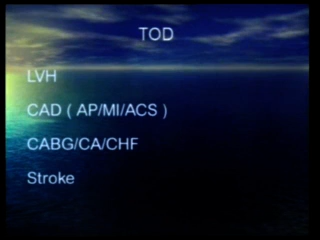 TOD
LVH
CAD ( AP/MI/ACS )
CABG/CA/CHF
Stroke